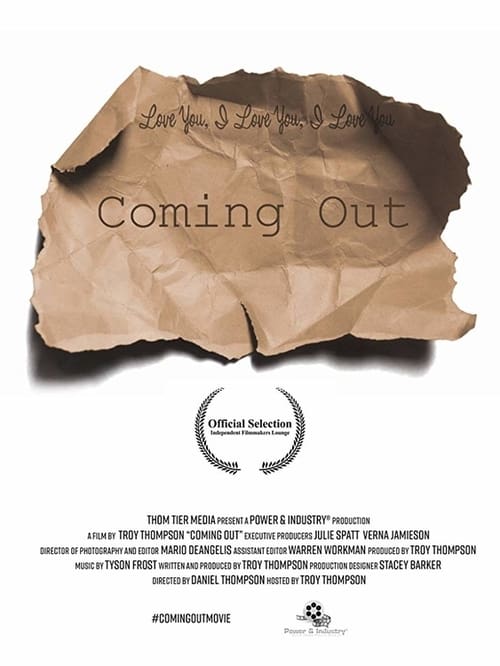 Love You, I Love You, I Love You
Coming Out
Official Selection
Independent Filmmakers Lounge
THOM TIER MEDIA PRESENT A POWER & INDUSTRY® PRODUCTION
A FILM BY TROY THOMPSON "COMING OUT" EXECUTIVE PRODUCERS JULIE SPATT VERNA JAMIESON
DIRECTOR OF PHOTOGRAPHY AND EDITOR MARIO DEANGELIS ASSISTANT EDITOR WARREN WORKMAN PRODUCED BY TROY THOMPSON
MUSIC BY TYSON FROST WRITTEN AND PRODUCED BY TROY THOMPSON PRODUCTION DESIGNER STACEY BARKER
DIRECTED BY DANIEL THOMPSON HOSTED BY TROY THOMPSON
#COMINGOUTMOVIE
Power & Industry®